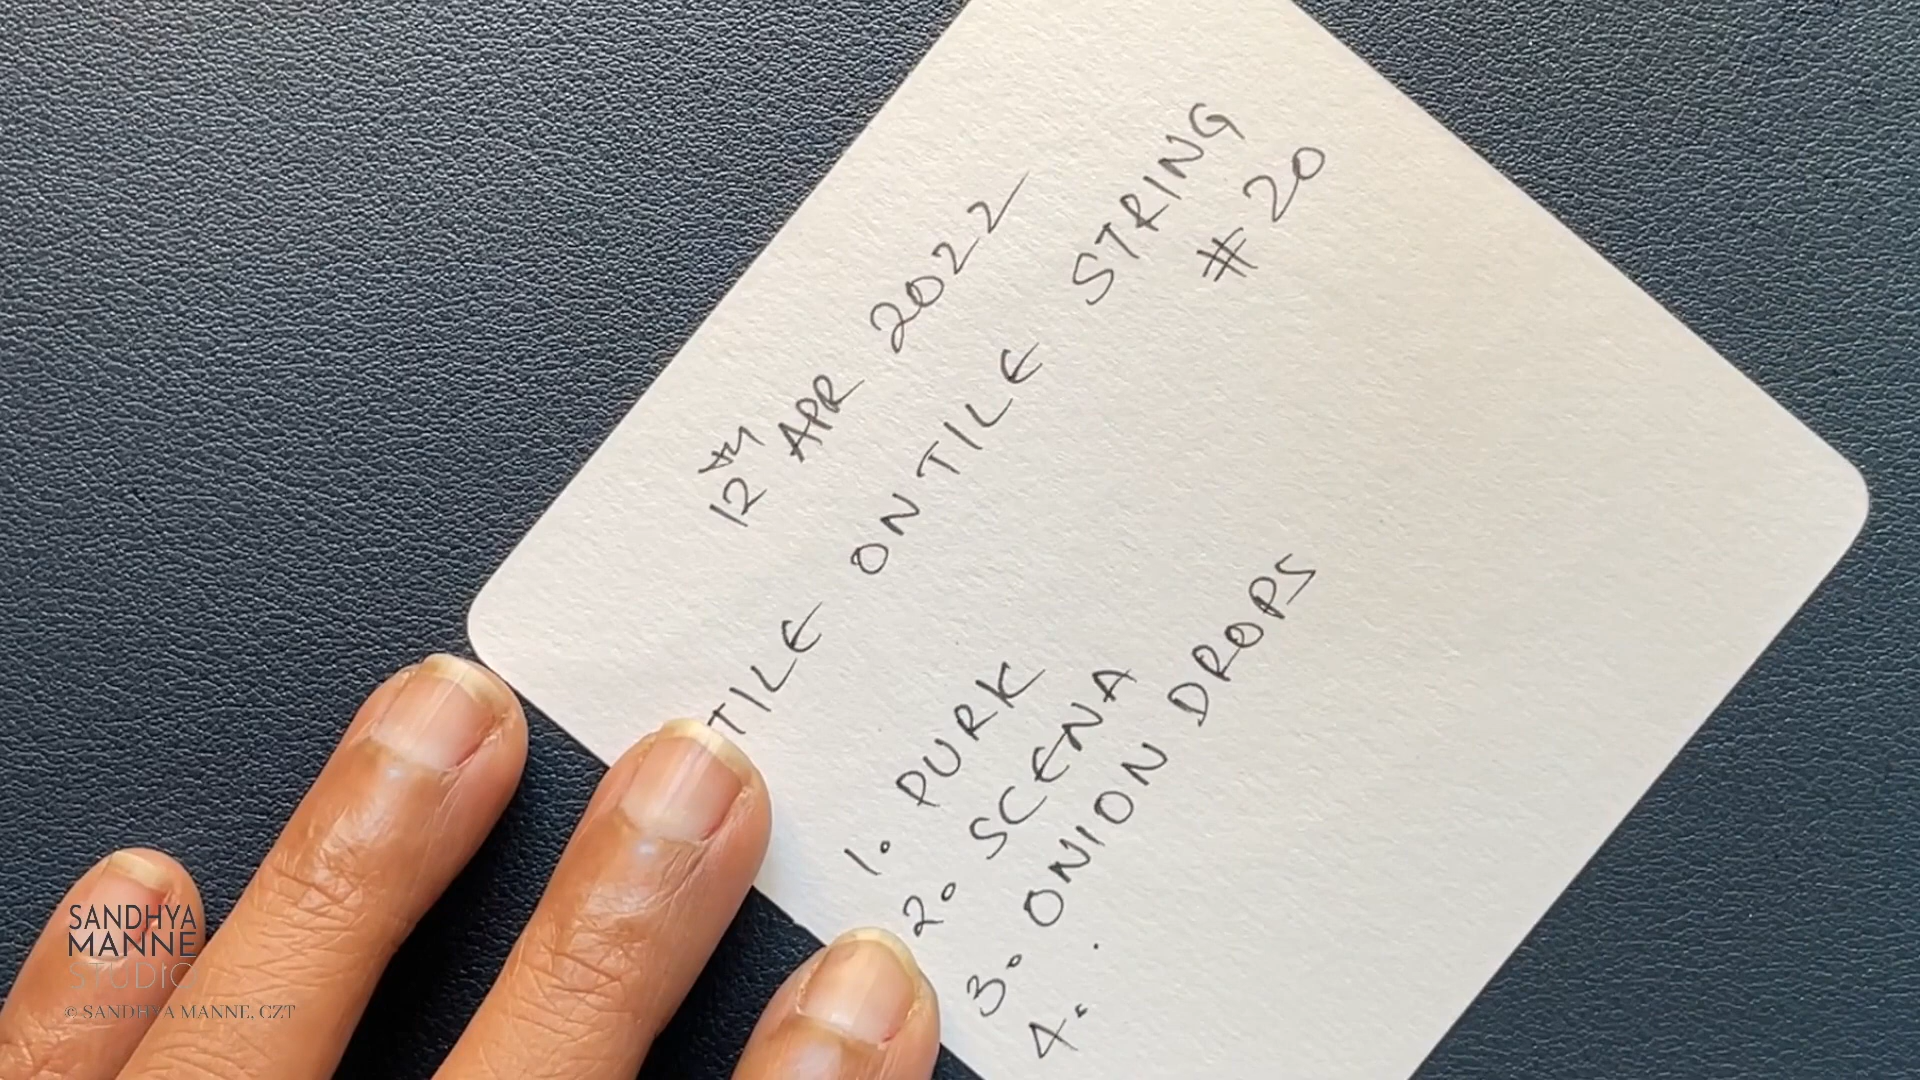 12TH APR 2022
TILE ON TILE STRING
#20
1. PURK
2. SCENA
3. ONION DROPS
4.
SANDHYA
MANNE
STUDIO
© SANDHYA MANNE, CZT